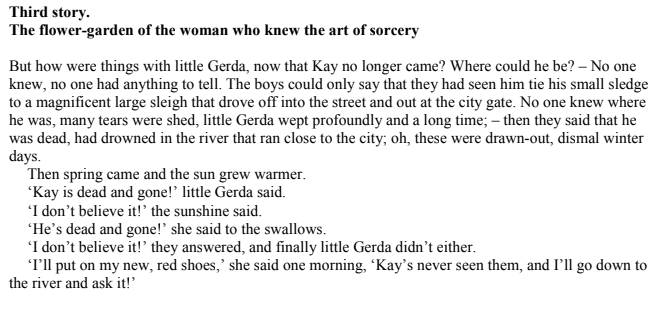 Third story.
The flower-garden of the woman who knew the art of sorcery
But how were things with little Gerda, now that Kay no longer came? Where could he be? – No one
knew, no one had anything to tell. The boys could only say that they had seen him tie his small sledge
to a magnificent large sleigh that drove off into the street and out at the city gate. No one knew where
he was, many tears were shed, little Gerda wept profoundly and a long time; – then they said that he
was dead, had drowned in the river that ran close to the city; oh, these were drawn-out, dismal winter
days.
Then spring came and the sun grew warmer.
‘Kay is dead and gone!’ little Gerda said.
‘I don’t believe it!’ the sunshine said.
‘He’s dead and gone!’ she said to the swallows.
‘I don’t believe it!’ they answered, and finally little Gerda didn’t either.
‘I’ll put on my new, red shoes,’ she said one morning, ‘Kay’s never seen them, and I’ll go down to
the river and ask it!’